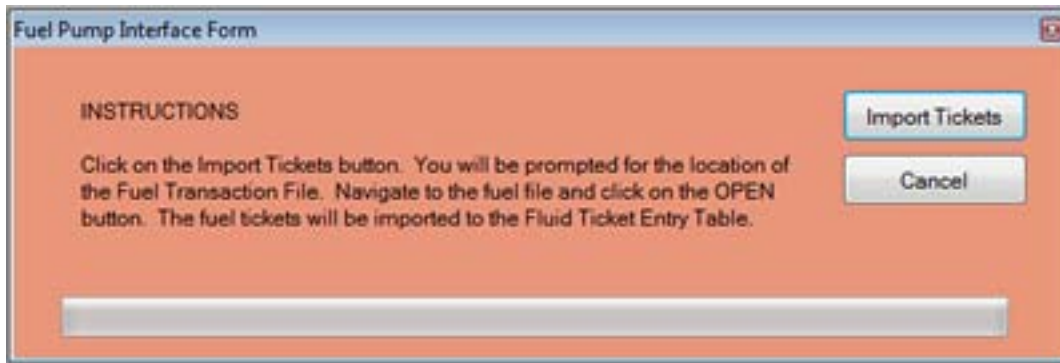 Fuel Pump Interface Form
INSTRUCTIONS
Import Tickets
Click on the Import Tickets button.  You will be prompted for the location of
the Fuel Transaction File.  Navigate to the fuel file and click on the OPEN
button.  The fuel tickets will be imported to the Fluid Ticket Entry Table.
Cancel